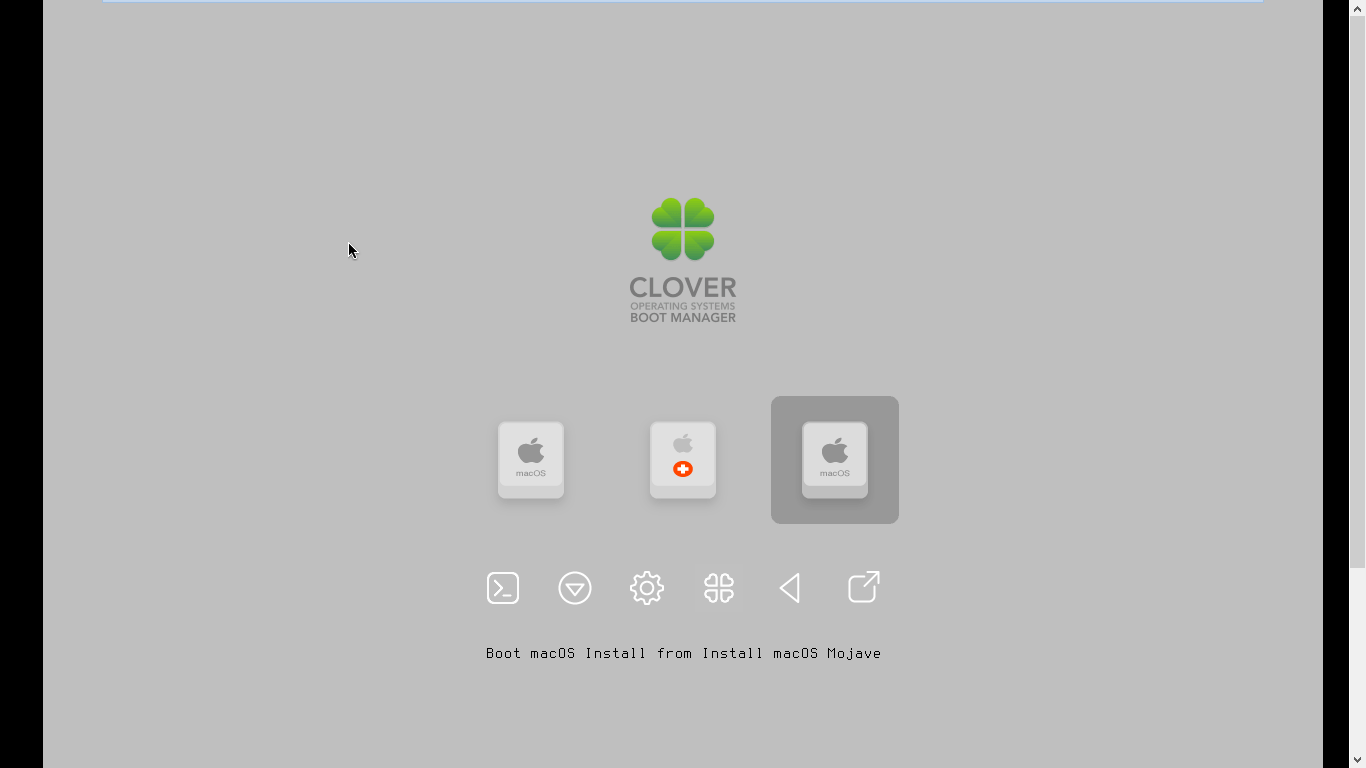 CLOVER
OPERATING SYSTEMS
BOOT MANAGER
macOS
macOS
Boot macOS Install from Install macOS Mojave